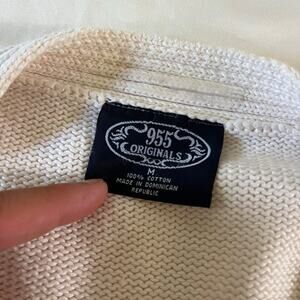 955
ORIGINALS
M
100% COTTON
MADE IN DOMINICAN
REPUBLIC